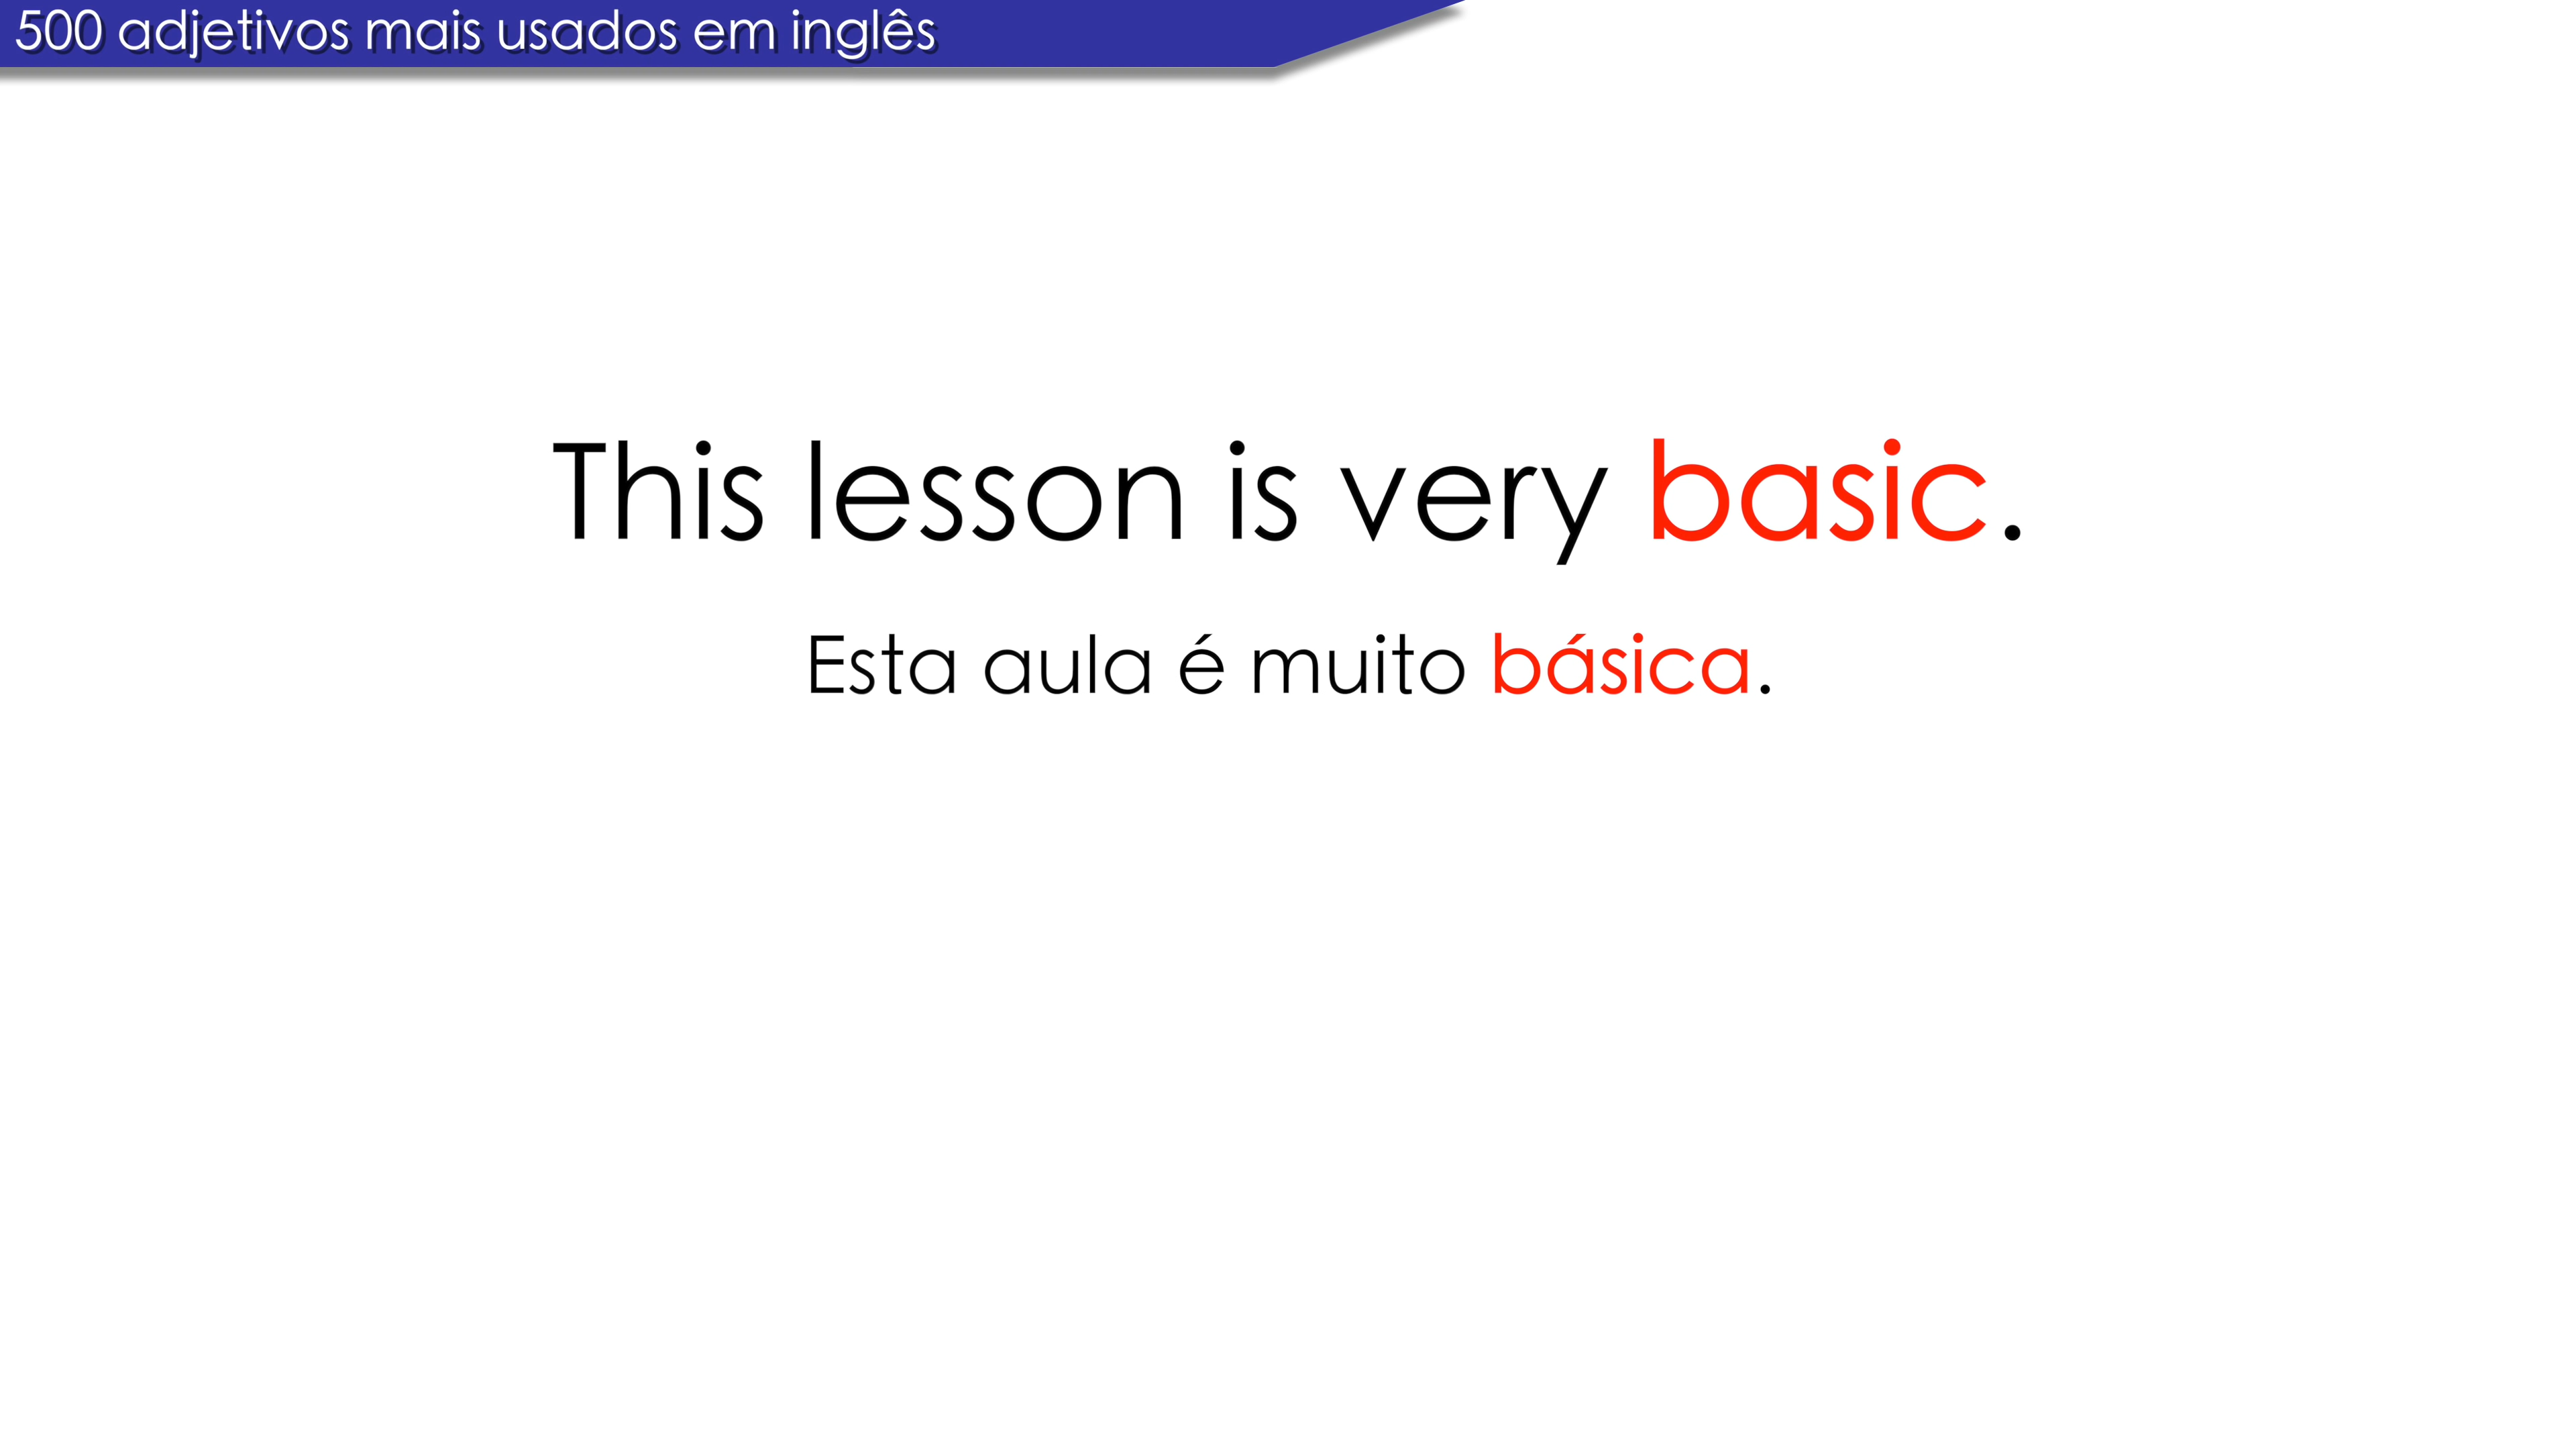 500 adjetivos mais usados em inglês
This lesson is very basic.
Esta aula é muito básica.